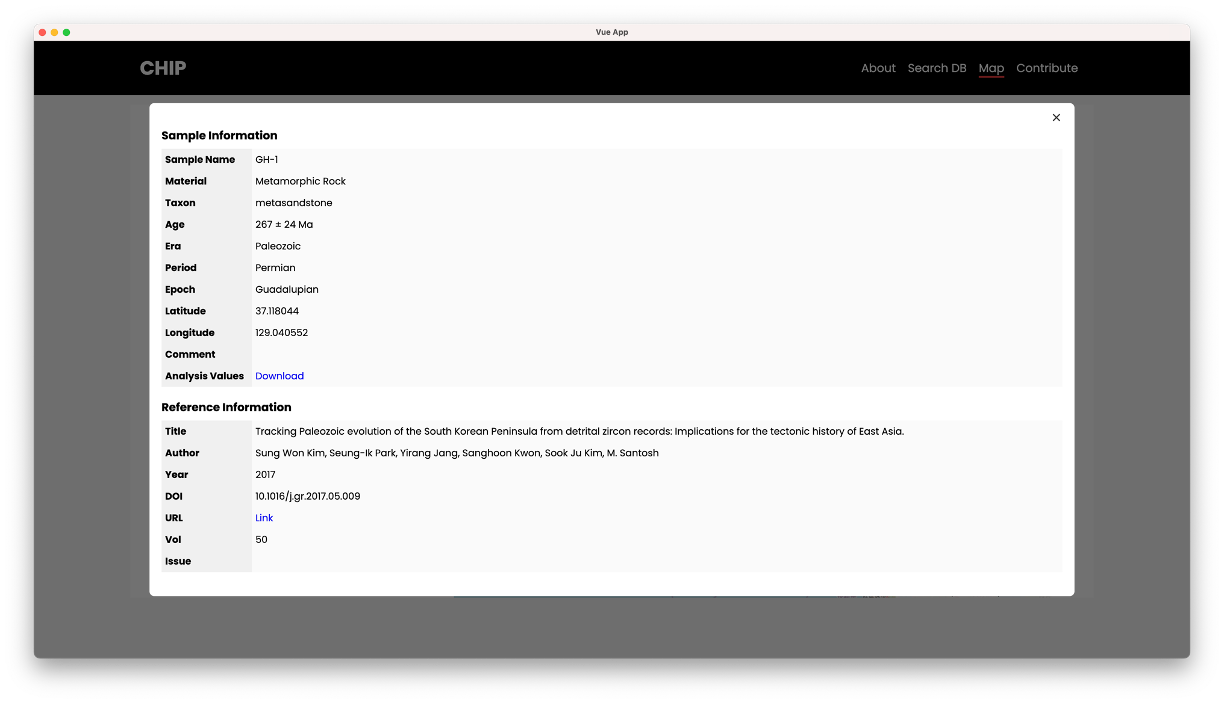 Vue App
CHIP
About Search DB Map Contribute
×
Sample Information
Sample Name GH-1
Material Metamorphic Rock
Taxon metasandstone
Age 267 ± 24 Ma
Era Paleozoic
Period Permian
Epoch Guadalupian
Latitude 37.118044
Longitude 129.040552
Comment
Analysis Values Download
Reference Information
Title Tracking Paleozoic evolution of the South Korean Peninsula from detrital zircon records: Implications for the tectonic history of East Asia.
Author Sung Won Kim, Seung-Ik Park, Yirang Jang, Sanghoon Kwon, Sook Ju Kim, M. Santosh
Year 2017
DOI 10.1016/j.gr.2017.05.009
URL Link
Vol 50
Issue